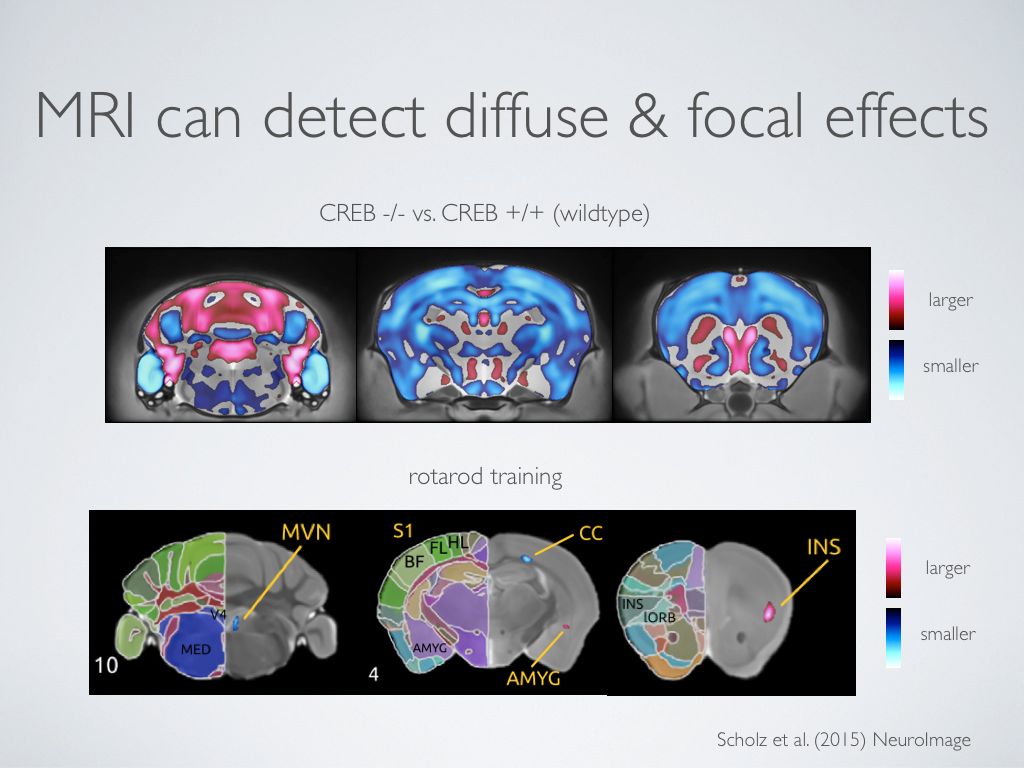 MRI can detect diffuse & focal effects
CREB -/- vs. CREB +/+ (wildtype)
larger
smaller
rotarod training
MVN
V4
MED
10
S1
HL
FL
BF
CC
AMYG
4
AMYG
INS
INS
lORB
larger
smaller
Scholz et al. (2015) NeuroImage